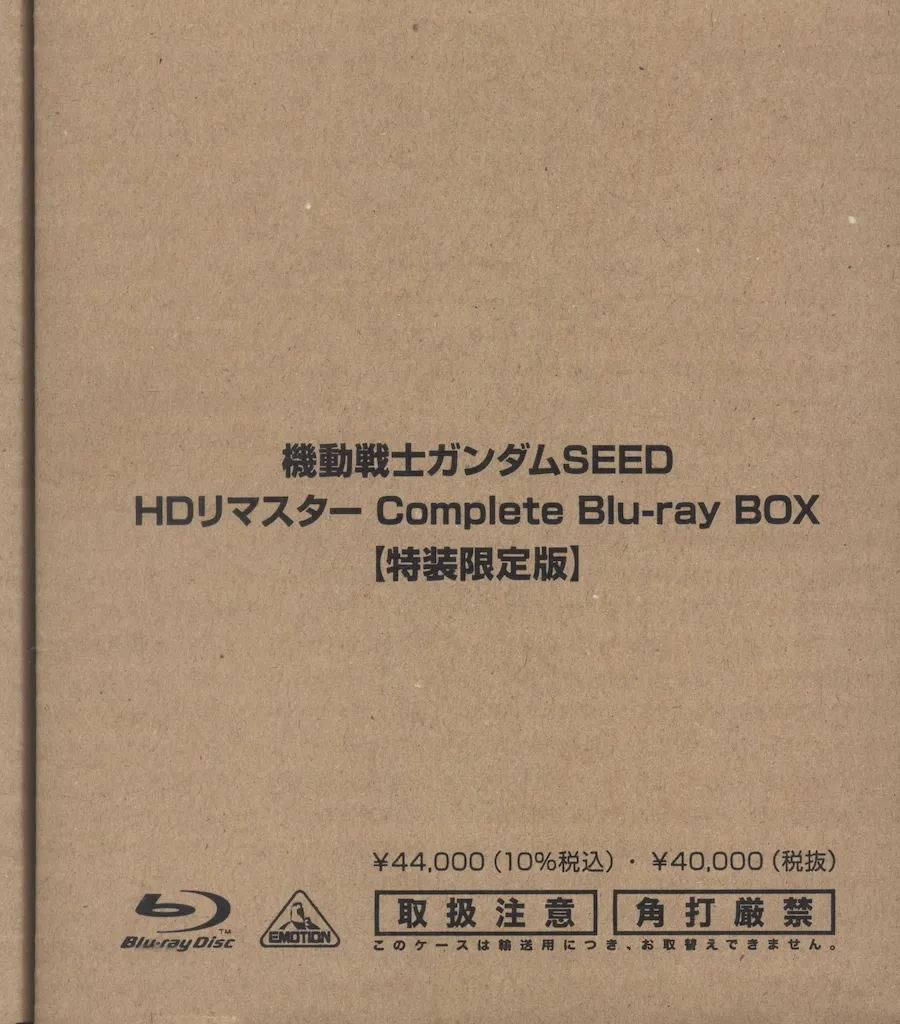 機動戦士ガンダムSEED
HDリマスター Complete Blu-ray BOX
【特装限定版】
¥44,000（10%税込）・¥40,000（税抜）
取扱注意 角打厳禁
このケースは輸送用につき、お取替えできません。
Blu-ray Disc™
EMOTION